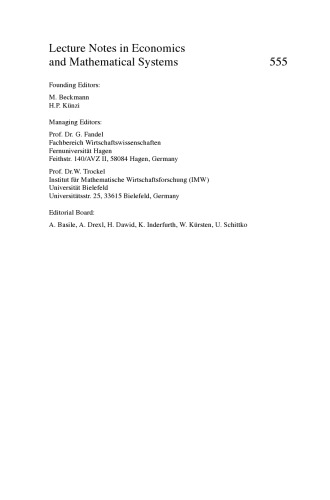 Lecture Notes in Economics
and Mathematical Systems 555
Founding Editors:
M. Beckmann
H.P. Künzi
Managing Editors:
Prof. Dr. G. Fandel
Fachbereich Wirtschaftswissenschaften
Fernuniversität Hagen
Feithstr. 140/AVZ II, 58084 Hagen, Germany
Prof. Dr.W. Trockel
Institut für Mathematische Wirtschaftsforschung (IMW)
Universität Bielefeld
Universitätsstr. 25, 33615 Bielefeld, Germany
Editorial Board:
A. Basile, A. Drexl, H. Dawid, K. Inderfurth, W. Kürsten, U. Schittko